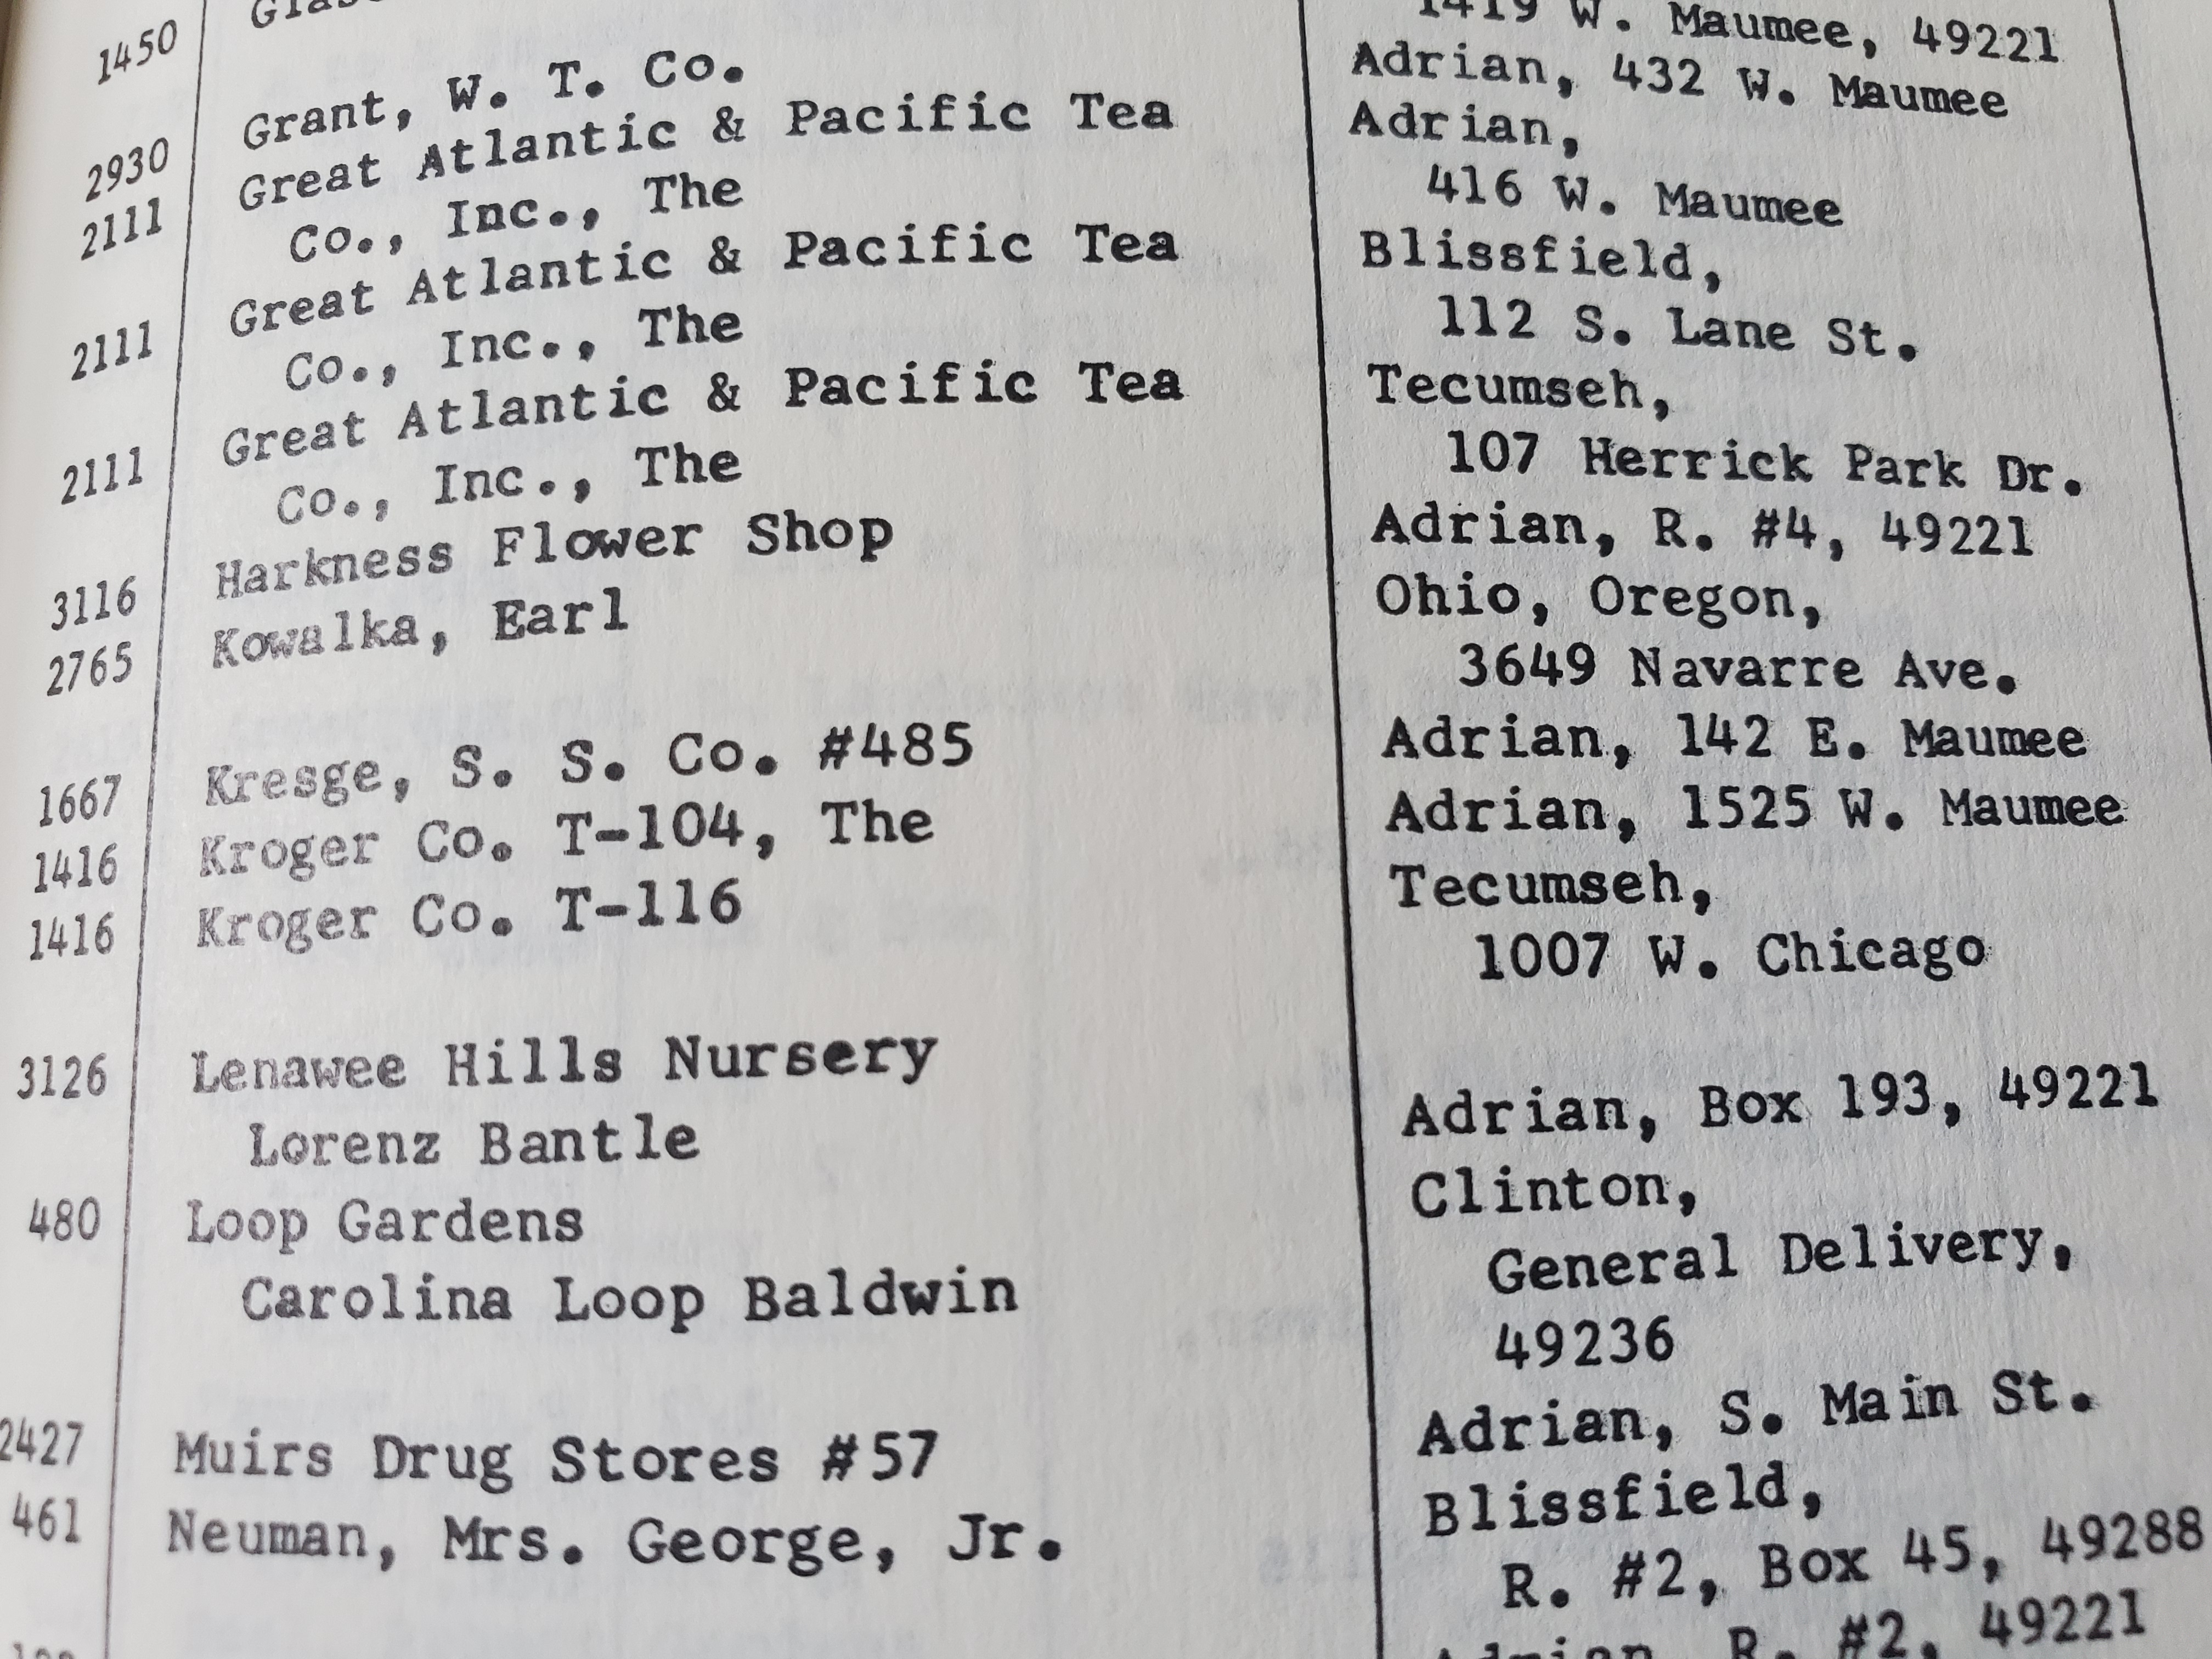 1450
1419 W. Maumee, 49221
2930 Grant, W. T. Co. Adrian, 432 W. Maumee
2111 Great Atlantic & Pacific Tea Adrian,
Co., Inc., The 416 W. Maumee
2111 Great Atlantic & Pacific Tea Blissfield,
Co., Inc., The 112 S. Lane St.
2111 Great Atlantic & Pacific Tea Tecumseh,
Co., Inc., The 107 Herrick Park Dr.
3116 Harkness Flower Shop Adrian, R. #4, 49221
2765 Kowalka, Earl Ohio, Oregon,
3649 Navarre Ave.
1667 Kresge, S. S. Co. #485 Adrian, 142 E. Maumee
1416 Kroger Co. T-104, The Adrian, 1525 W. Maumee
1416 Kroger Co. T-116 Tecumseh,
1007 W. Chicago
3126 Lenawee Hills Nursery
Lorenz Bantle Adrian, Box 193, 49221
480 Loop Gardens Clinton,
Carolina Loop Baldwin General Delivery,
49236
2427 Muirs Drug Stores #57 Adrian, S. Main St.
461 Neuman, Mrs. George, Jr. Blissfield,
R. #2, Box 45, 49288
Adrian, R. #2, 49221